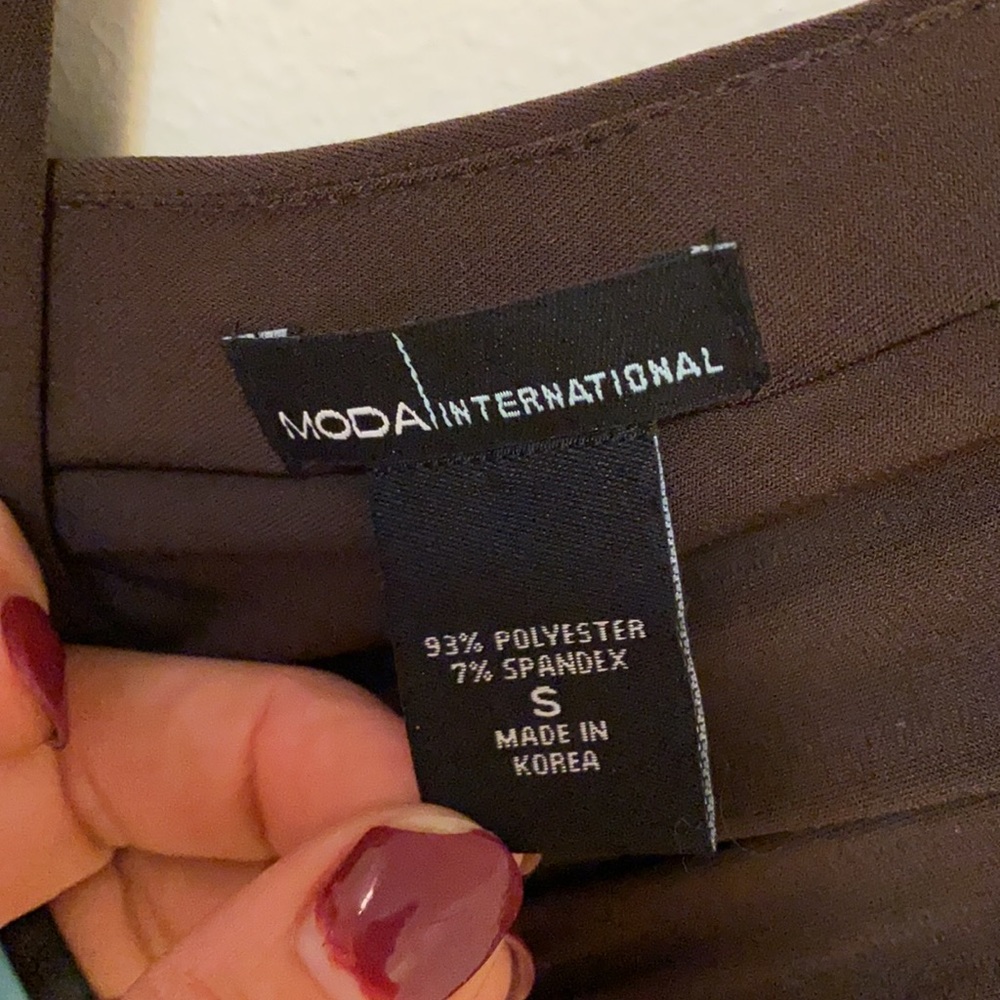 MODA INTERNATIONAL
93% POLYESTER
7% SPANDEX
S
MADE IN
KOREA